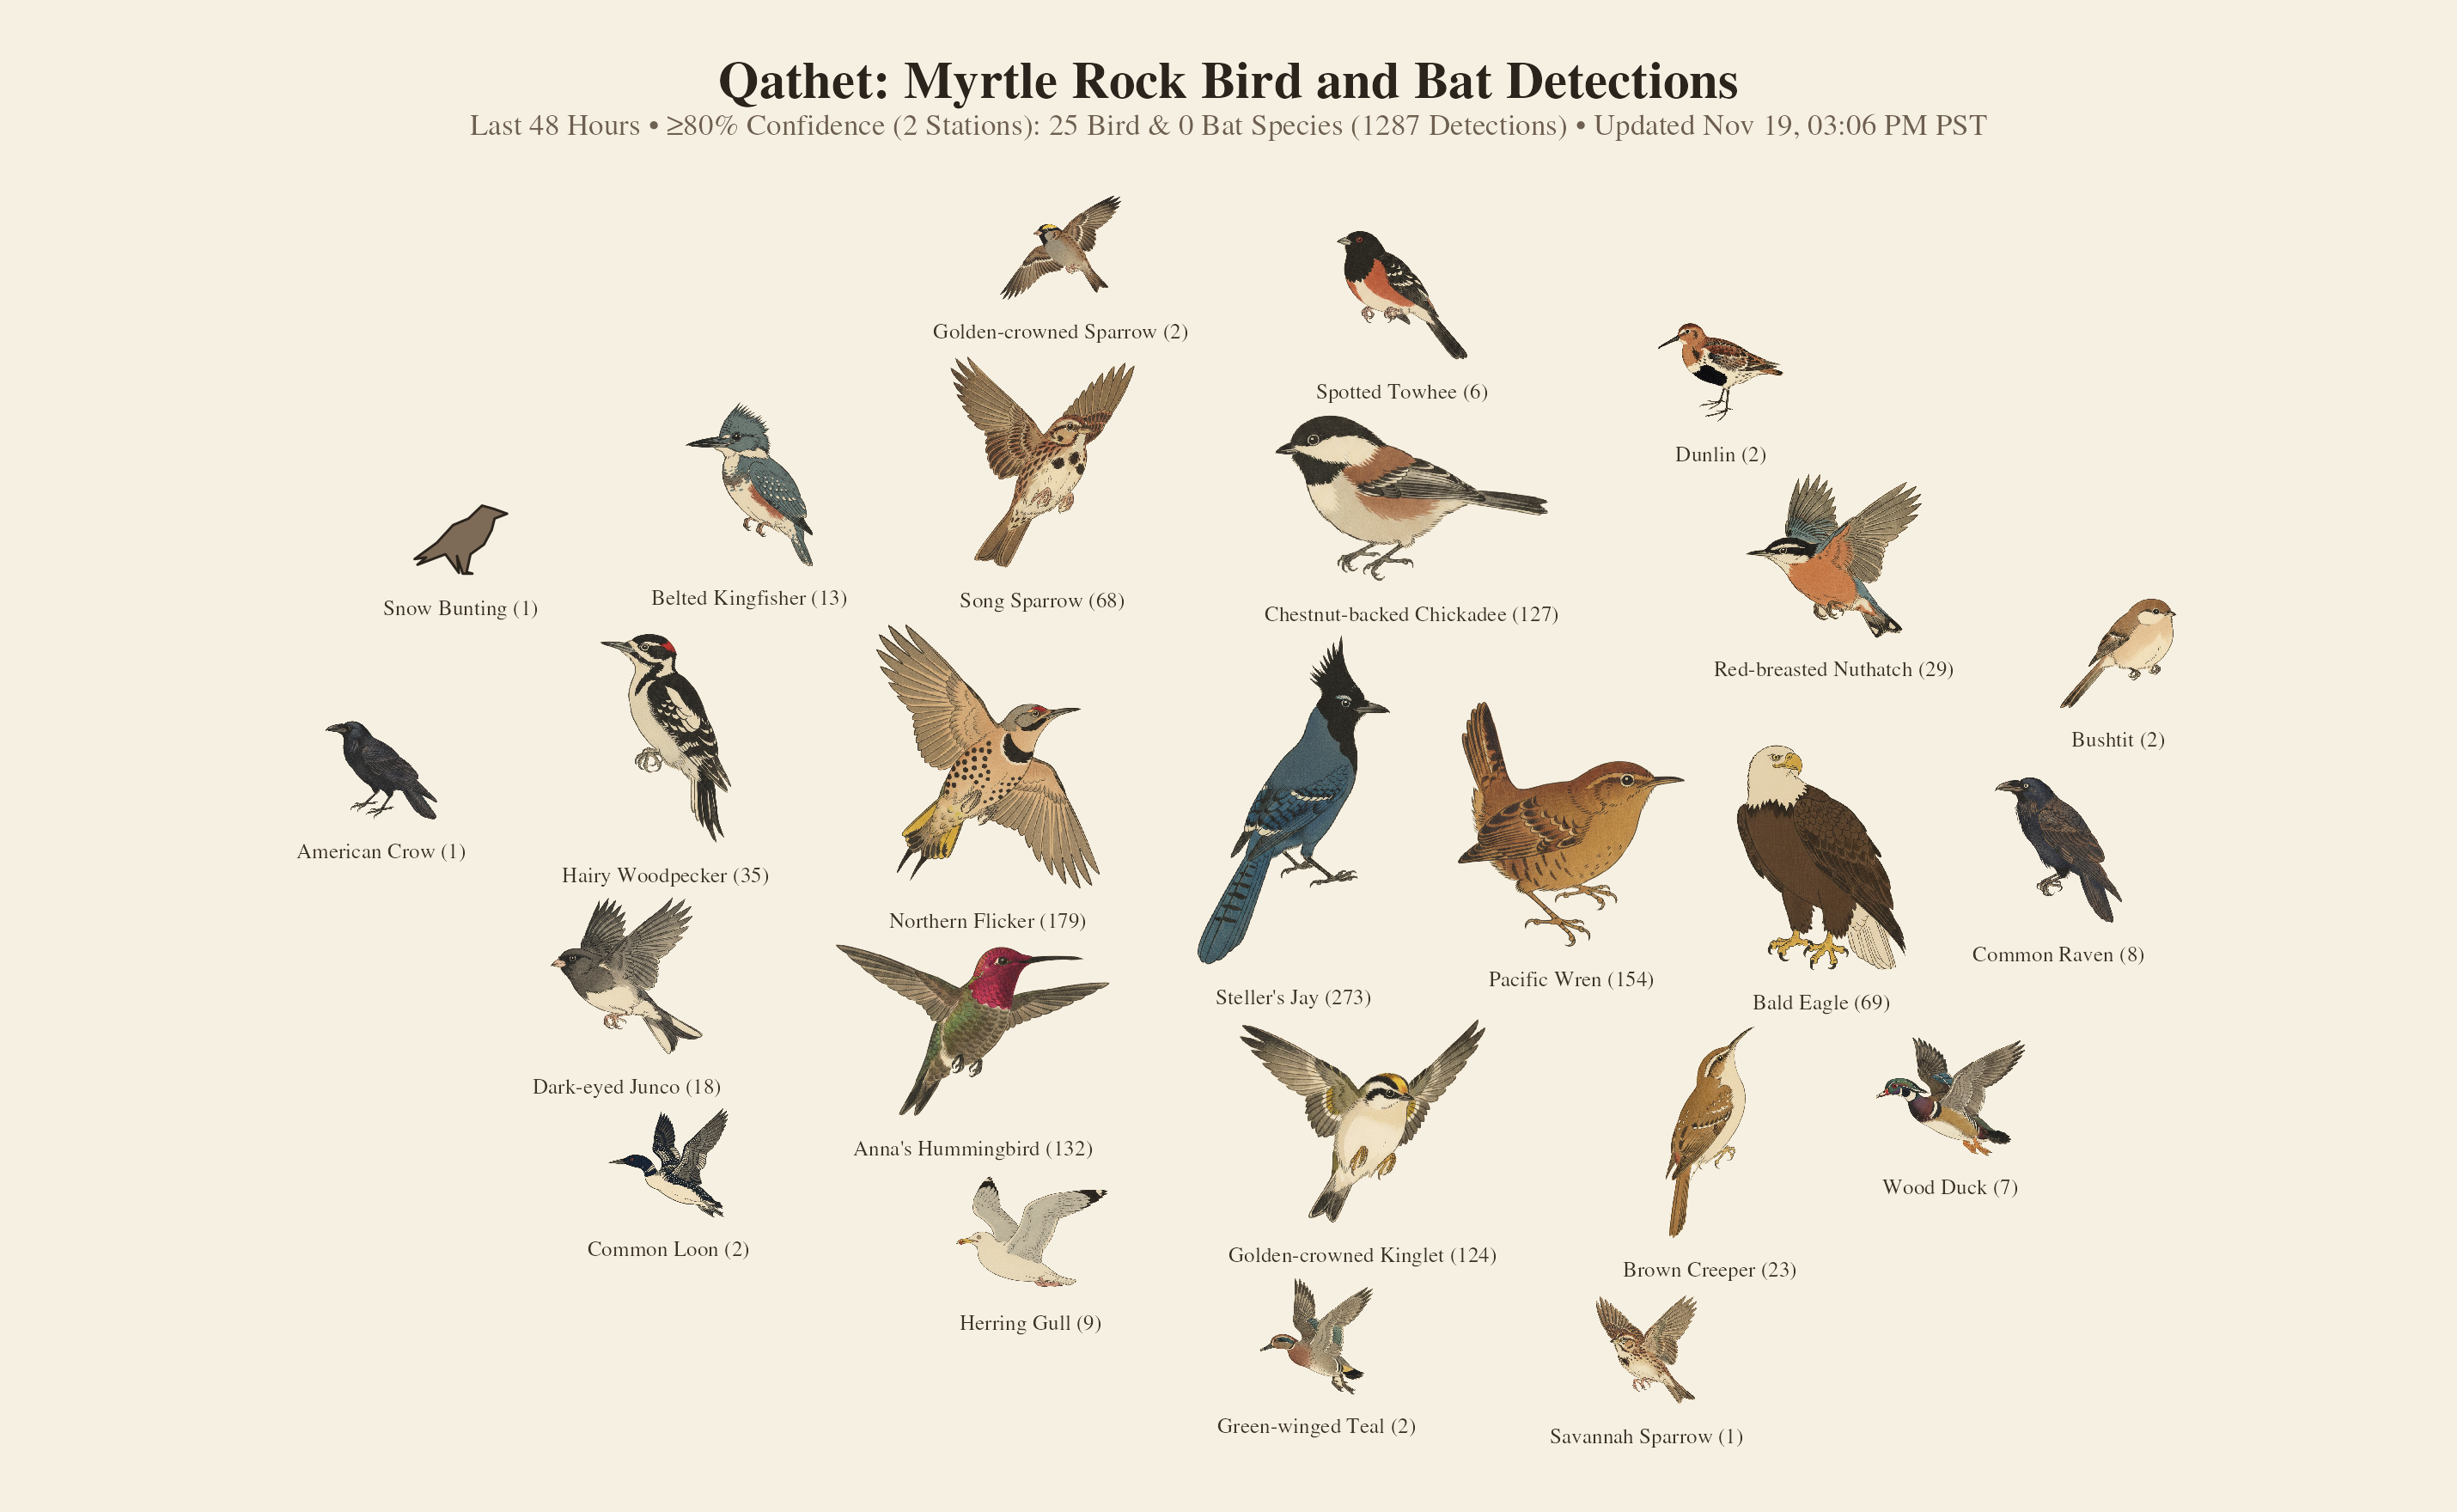 Qathet: Myrtle Rock Bird and Bat Detections
Last 48 Hours • ≥80% Confidence (2 Stations): 25 Bird & 0 Bat Species (1287 Detections) • Updated Nov 19, 03:06 PM PST
Golden-crowned Sparrow (2)
Spotted Towhee (6)
Dunlin (2)
Snow Bunting (1)
Belted Kingfisher (13)
Song Sparrow (68)
Chestnut-backed Chickadee (127)
Red-breasted Nuthatch (29)
Bushtit (2)
American Crow (1)
Hairy Woodpecker (35)
Northern Flicker (179)
Steller's Jay (273)
Pacific Wren (154)
Bald Eagle (69)
Common Raven (8)
Dark-eyed Junco (18)
Anna's Hummingbird (132)
Wood Duck (7)
Common Loon (2)
Herring Gull (9)
Golden-crowned Kinglet (124)
Brown Creeper (23)
Green-winged Teal (2)
Savannah Sparrow (1)